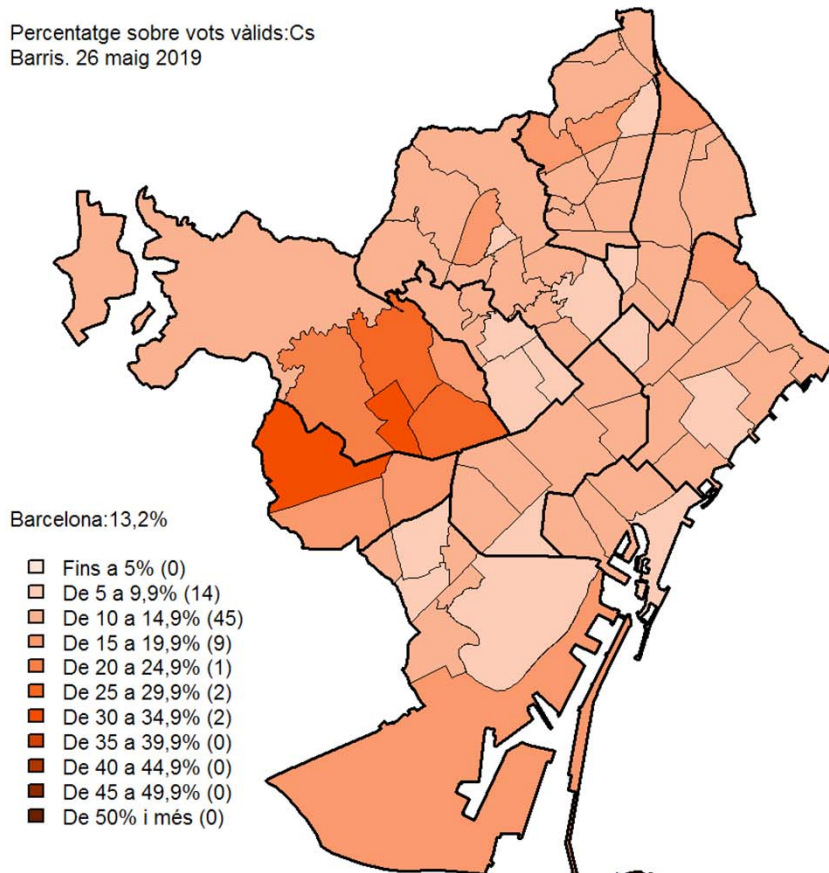 Percentatge sobre vots vàlids:Cs
Barris. 26 maig 2019
Barcelona:13,2%
Fins a 5% (0)
De 5 a 9,9% (14)
De 10 a 14,9% (45)
De 15 a 19,9% (9)
De 20 a 24,9% (1)
De 25 a 29,9% (2)
De 30 a 34,9% (2)
De 35 a 39,9% (0)
De 40 a 44,9% (0)
De 45 a 49,9% (0)
De 50% i més (0)